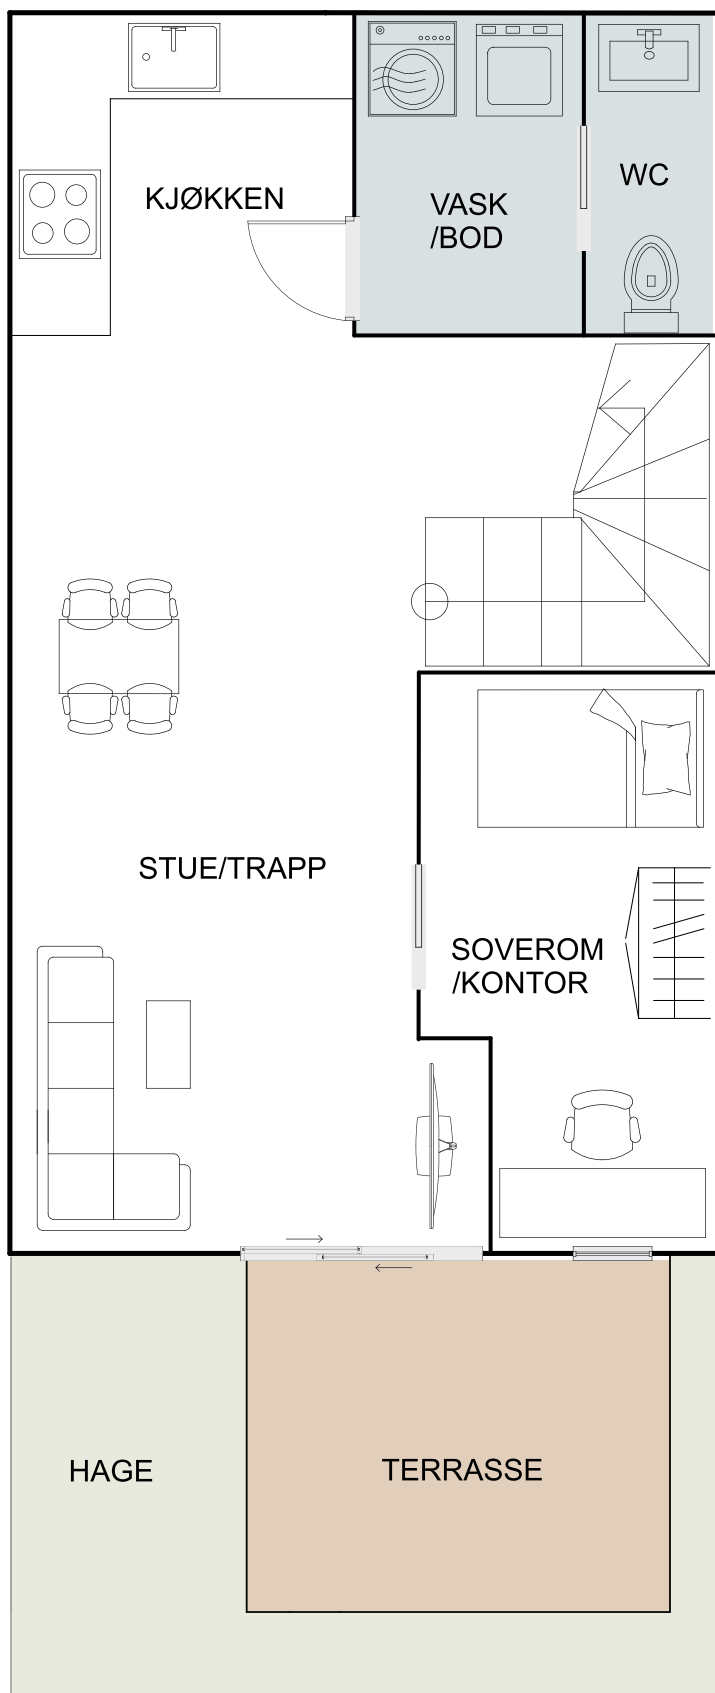 KJØKKEN
VASK
/BOD
WC
STUE/TRAPP
SOVEROM
/KONTOR
HAGE
TERRASSE